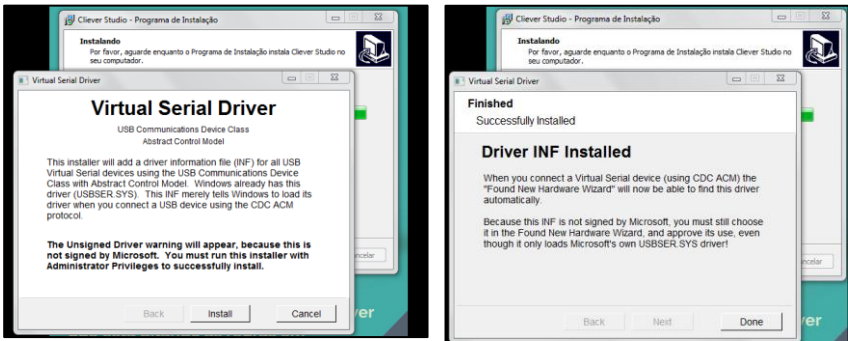 Cliever Studio - Programa de Instalação
Instalando
Por favor, aguarde enquanto o Programa de Instalação instala Cliever Studio no
seu computador.
Virtual Serial Driver
Virtual Serial Driver
USB Communications Device Class
Abstract Control Model
This installer will add a driver information file (INF) for all USB
Virtual Serial devices using the USB Communications Device
Class with Abstract Control Model. Windows already has this
driver (USBSER.SYS). This INF merely tells Windows to load its
driver when you connect a USB device using the CDC ACM
protocol.
The Unsigned Driver warning will appear, because this is
not signed by Microsoft. You must run this installer with
Administrator Privileges to successfully install.
Back Install Cancel
Cliever Studio - Programa de Instalação
Instalando
Por favor, aguarde enquanto o Programa de Instalação instala Cliever Studio no
seu computador.
Virtual Serial Driver
Finished
Successfully Installed
Driver INF Installed
When you connect a Virtual Serial device (using CDC ACM) the
"Found New Hardware Wizard" will now be able to find this driver
automatically.
Because this INF is not signed by Microsoft, you must still choose
it in the Found New Hardware Wizard, and approve its use, even
though it only loads Microsoft's own USBSER.SYS driver!
Back Next Done